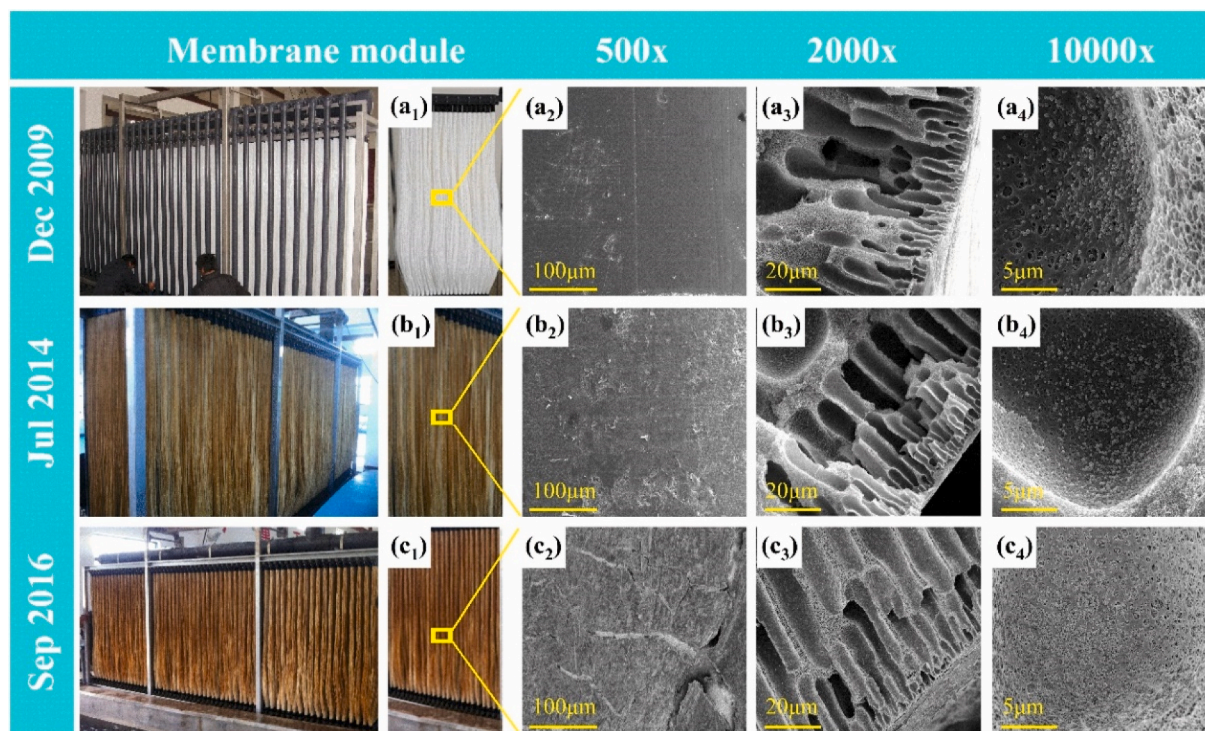 Membrane module 500x 2000x 10000x
Dec 2009
(a₁) (a₂) (a₃) (a₄)
100μm 20μm 5μm
Jul 2014
(b₁) (b₂) (b₃) (b₄)
100μm 20μm 5μm
Sep 2016
(c₁) (c₂) (c₃) (c₄)
100μm 20μm 5μm